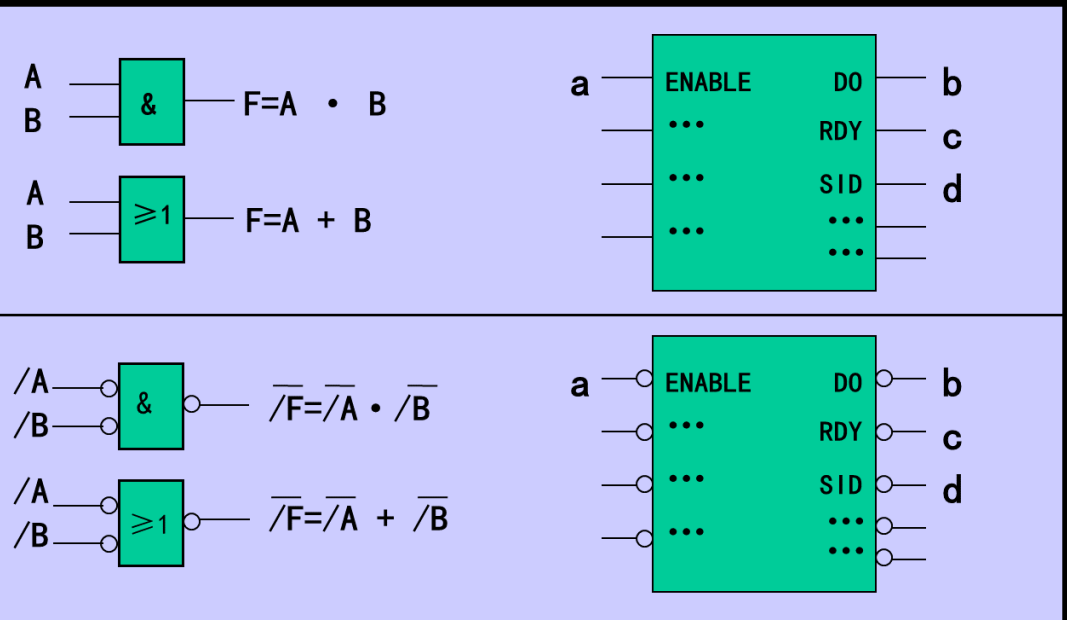 A
B
&
F=A • B
A
B
≥1
F=A + B
a
ENABLE
•••
•••
•••
DO
RDY
SID
•••
•••
b
c
d
/A
/B
&
/F̅=/A̅ • /B̅
/A
/B
≥1
/F̅=/A̅ + /B̅
a
ENABLE
•••
•••
•••
DO
RDY
SID
•••
•••
b
c
d